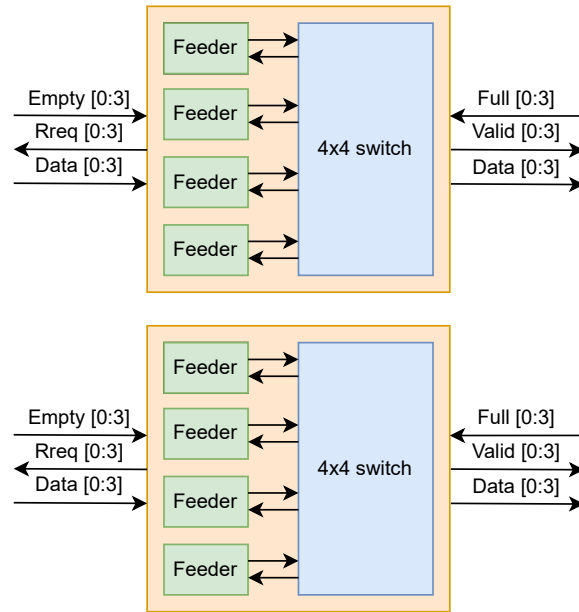 Feeder
Empty [0:3]
Full [0:3]
Feeder
Rreq [0:3]
Valid [0:3]
4x4 switch
Data [0:3]
Data [0:3]
Feeder
Feeder
Feeder
Empty [0:3]
Full [0:3]
Feeder
Rreq [0:3]
Valid [0:3]
4x4 switch
Data [0:3]
Data [0:3]
Feeder
Feeder